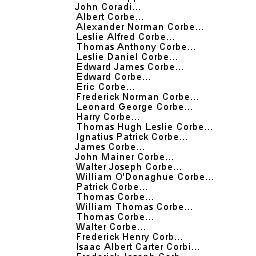 John Coradi...
Albert Corbe...
Alexander Norman Corbe...
Leslie Alfred Corbe...
Thomas Anthony Corbe...
Leslie Daniel Corbe...
Edward James Corbe...
Edward Corbe...
Eric Corbe...
Frederick Norman Corbe...
Leonard George Corbe...
Harry Corbe...
Thomas Hugh Leslie Corbe...
Ignatius Patrick Corbe...
James Corbe...
John Mainer Corbe...
Walter Joseph Corbe...
William O'Donaghue Corbe...
Patrick Corbe...
Thomas Corbe...
William Thomas Corbe...
Thomas Corbe...
Walter Corbe...
Frederick Henry Corb...
Isaac Albert Carter Corbi...
Frederick Joseph Corb...